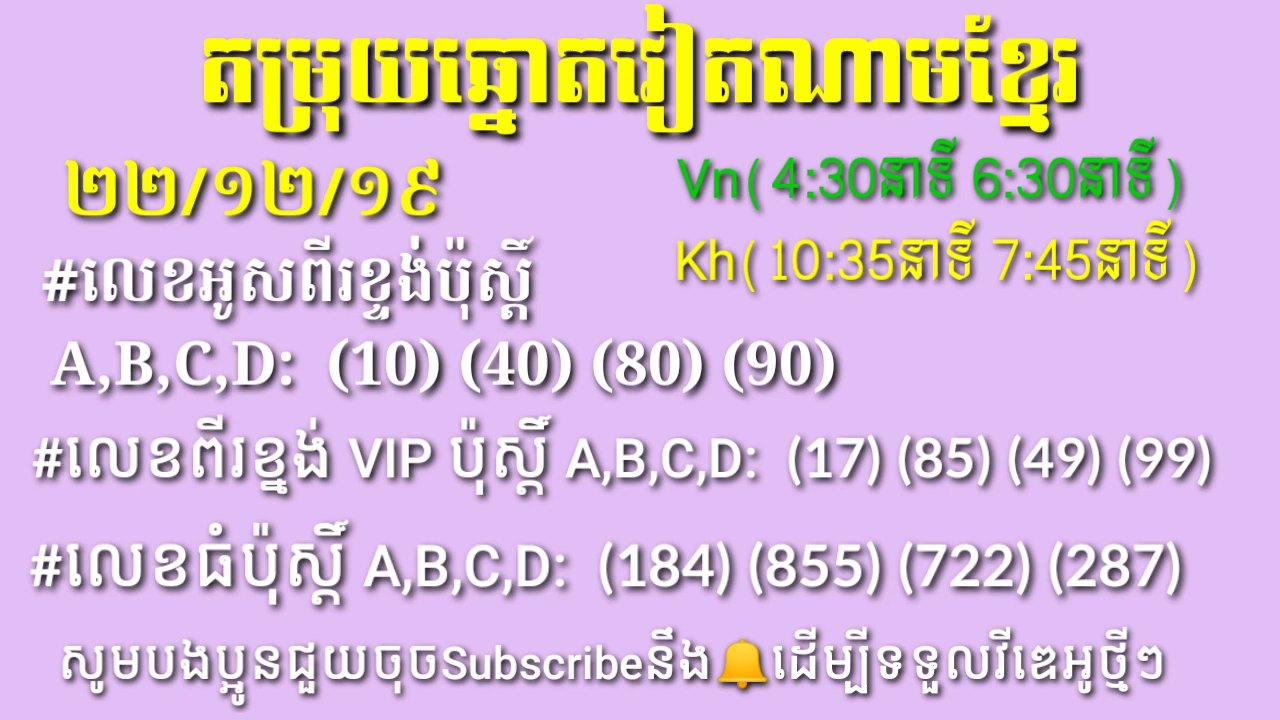 តម្រុយឆ្នោតវៀតណាមខ្មែរ
២២/១២/១៩
Vn( 4:30នាទី 6:30នាទី )
Kh( 10:35នាទី 7:45នាទី )
#លេខអូសពីរខ្ទង់ប៉ុស្តិ៍
A,B,C,D: (10) (40) (80) (90)
#លេខពីរខ្នង់ VIP ប៉ុស្តិ៍ A,B,C,D: (17) (85) (49) (99)
#លេខធំប៉ុស្តិ៍ A,B,C,D: (184) (855) (722) (287)
សូមបងប្អូនជួយចុចSubscribeនឹង🔔ដើម្បីទទួលវីឌេអូថ្មីៗ